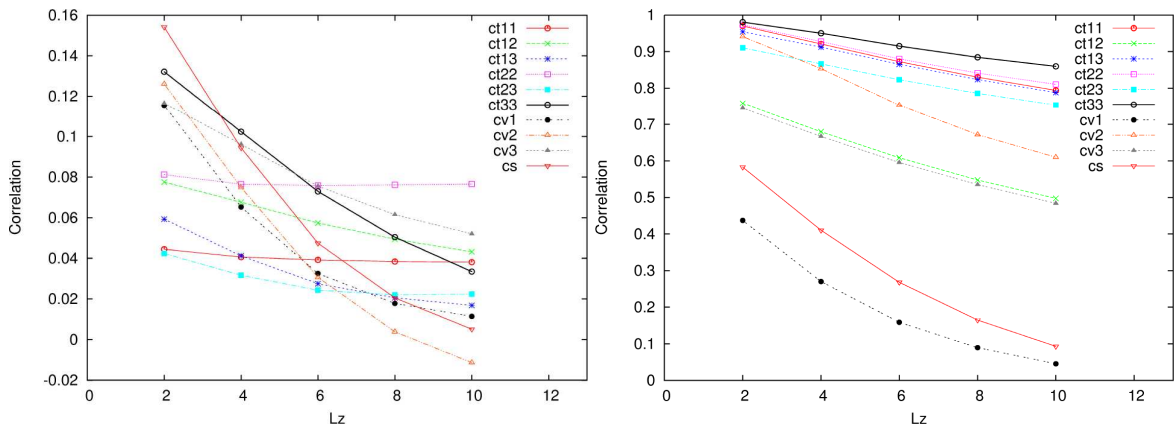 0.16
0.14
0.12
0.1
0.08
0.06
0.04
0.02
0
-0.02
Correlation
0 2 4 6 8 10 12
Lz
ct11
ct12
ct13
ct22
ct23
ct33
cv1
cv2
cv3
cs
1
0.9
0.8
0.7
0.6
0.5
0.4
0.3
0.2
0.1
0
Correlation
0 2 4 6 8 10 12
Lz
ct11
ct12
ct13
ct22
ct23
ct33
cv1
cv2
cv3
cs